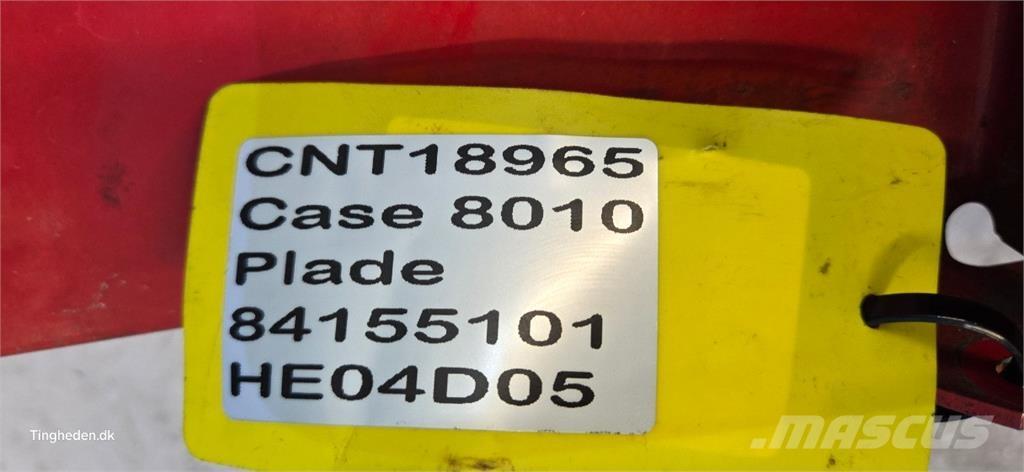 CNT18965
Case 8010
Plade
84155101
HE04D05
Tingheden.dk
MASCUS